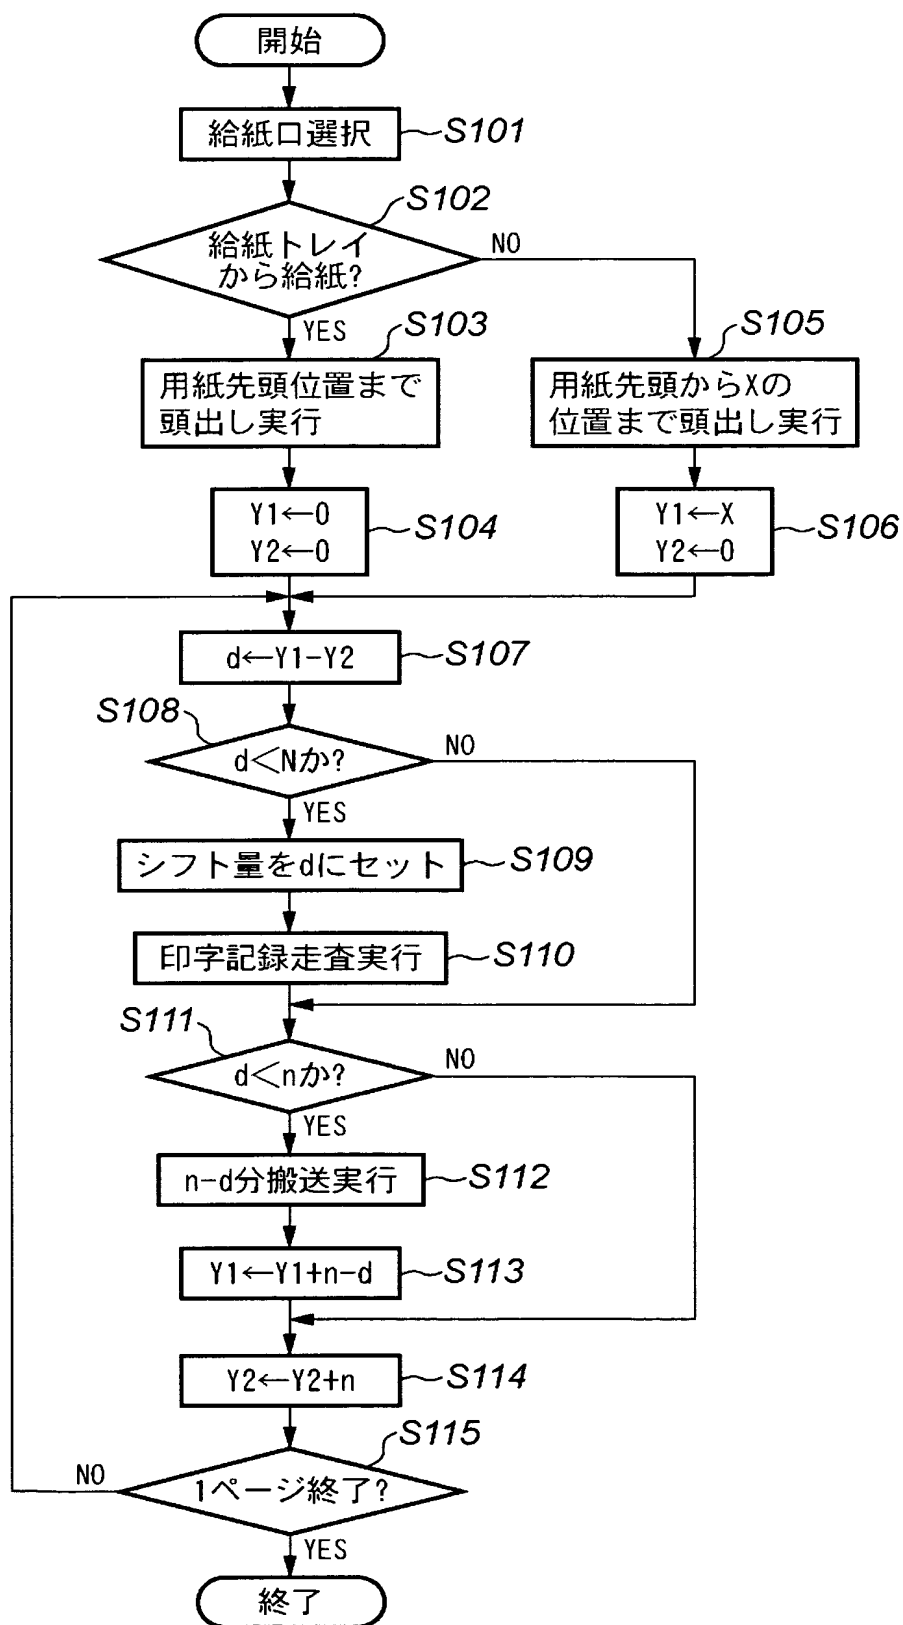 開始
給紙口選択
S101
S102
給紙トレイ
から給紙?
NO
YES
S103
用紙先頭位置まで
頭出し実行
S105
用紙先頭からXの
位置まで頭出し実行
Y1←0
Y2←0
S104
Y1←X
Y2←0
S106
d←Y1-Y2
S107
S108
d<Nか?
NO
YES
シフト量をdにセット
S109
印字記録走査実行
S110
S111
d<nか?
NO
YES
n-d分搬送実行
S112
Y1←Y1+n-d
S113
Y2←Y2+n
S114
S115
1ページ終了?
NO
YES
終了